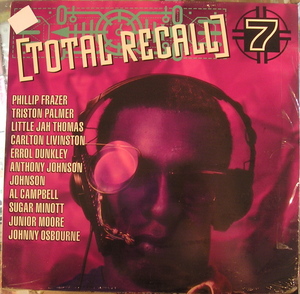 [TOTAL RECALL] 7
PHILLIP FRAZER
TRISTON PALMER
LITTLE JAH THOMAS
CARLTON LIVINSTON
ERROL DUNKLEY
ANTHONY JOHNSON
JOHNSON
AL CAMPBELL
SUGAR MINOTT
JUNIOR MOORE
JOHNNY OSBOURNE